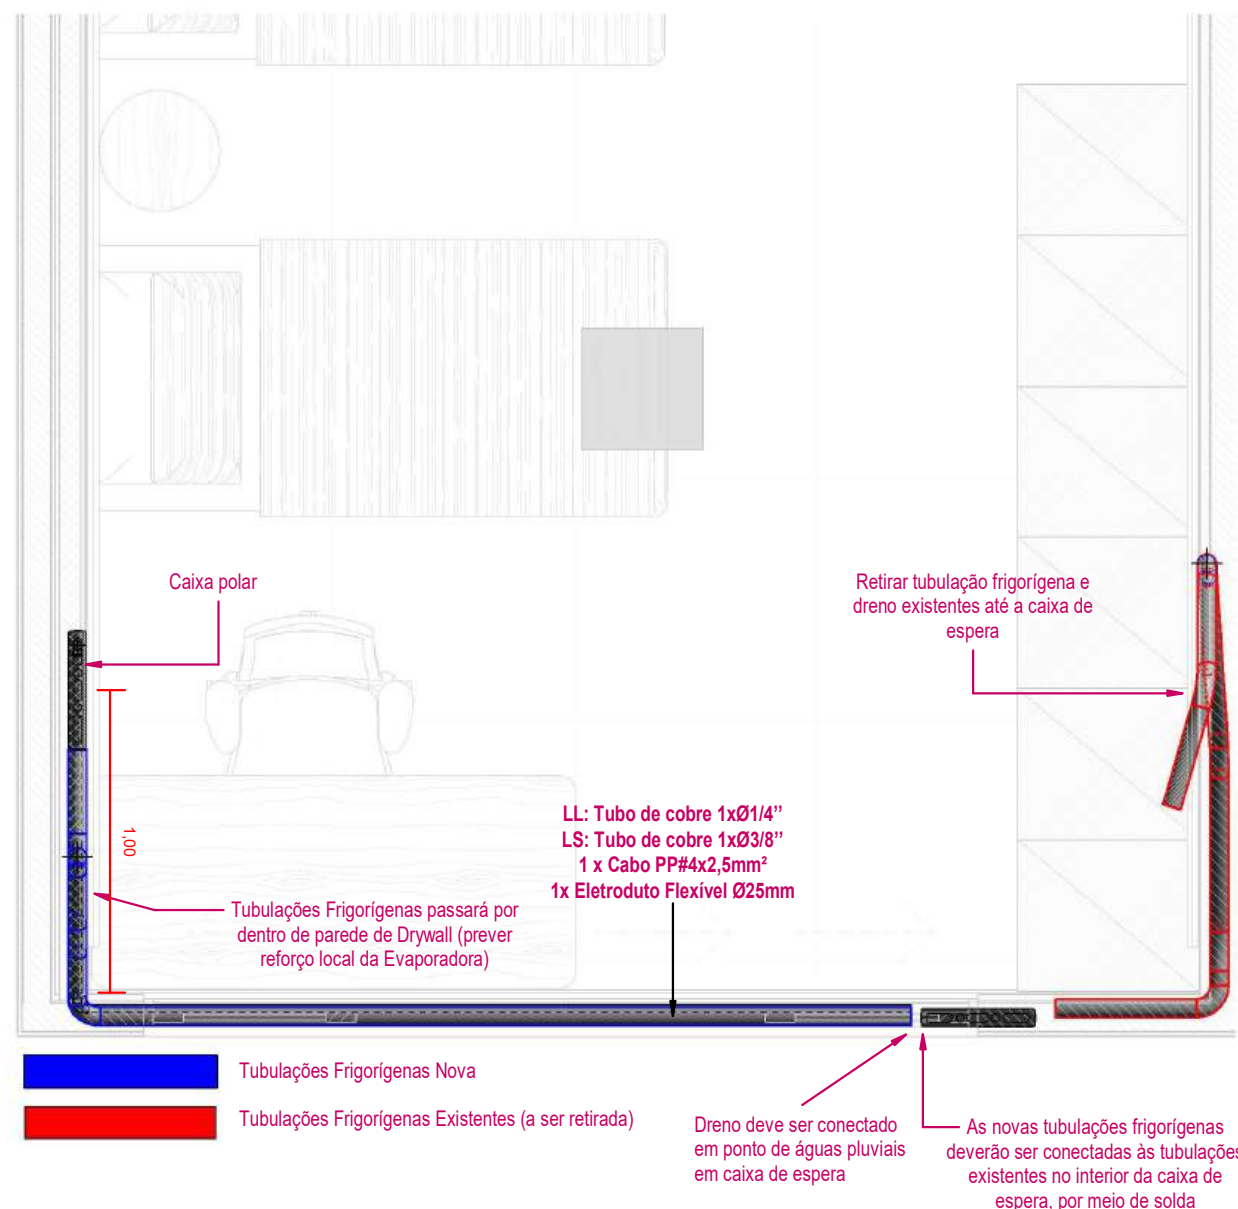 Caixa polar
Retirar tubulação frigorígena e
dreno existentes até a caixa de
espera
1,00
LL: Tubo de cobre 1xØ1/4’’
LS: Tubo de cobre 1xØ3/8’’
1 x Cabo PP#4x2,5mm²
1x Eletroduto Flexível Ø25mm
Tubulações Frigorígenas passará por
dentro de parede de Drywall (prever
reforço local da Evaporadora)
Tubulações Frigorígenas Nova
Tubulações Frigorígenas Existentes (a ser retirada)
Dreno deve ser conectado
em ponto de águas pluviais
em caixa de espera
As novas tubulações frigorígenas
deverão ser conectadas às tubulações
existentes no interior da caixa de
espera, por meio de solda